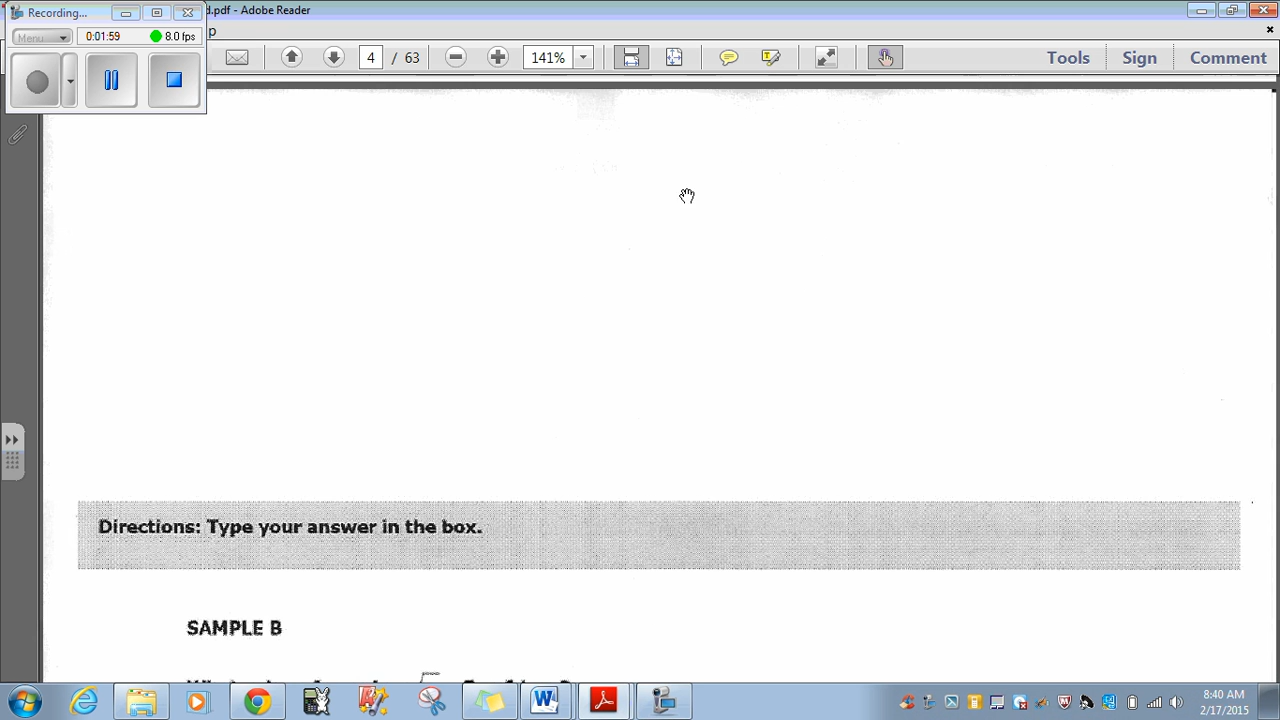 Recording...
d.pdf - Adobe Reader
Menu
0:01:59
8.0 fps
p
4 / 63
141%
Tools
Sign
Comment
Directions: Type your answer in the box.
SAMPLE B
8:40 AM
2/17/2015